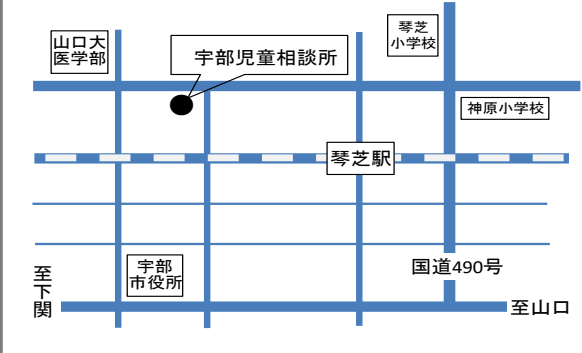 琴芝
小学校
山口大
医学部
宇部児童相談所
神原小学校
琴芝駅
宇部
市役所
国道490号
至下関
至山口